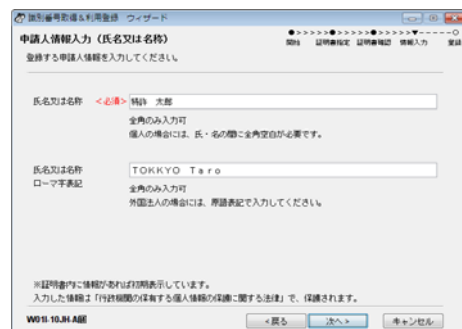 識別番号取得&利用登録 ウィザード
申請人情報入力（氏名又は名称）
●>>>>>●>>>>>●>>>>>▼-----○
開始 証明書指定 証明書確認 情報入力 登録
登録する申請人情報を入力してください。
氏名又は名称 <必須> 特許 太郎
全角のみ入力可
個人の場合には、氏・名の間に全角空白が必要です。
氏名又は名称 ＴＯＫＫＹＯ Ｔａｒｏ
ローマ字表記
全角のみ入力可
外国法人の場合には、原語表記で入力してください。
※証明書内に情報があれば初期表示しています。
入力した情報は「行政機関の保有する個人情報の保護に関する法律」で、保護されます。
W01I-10JH-A画 <戻る 次へ> キャンセル